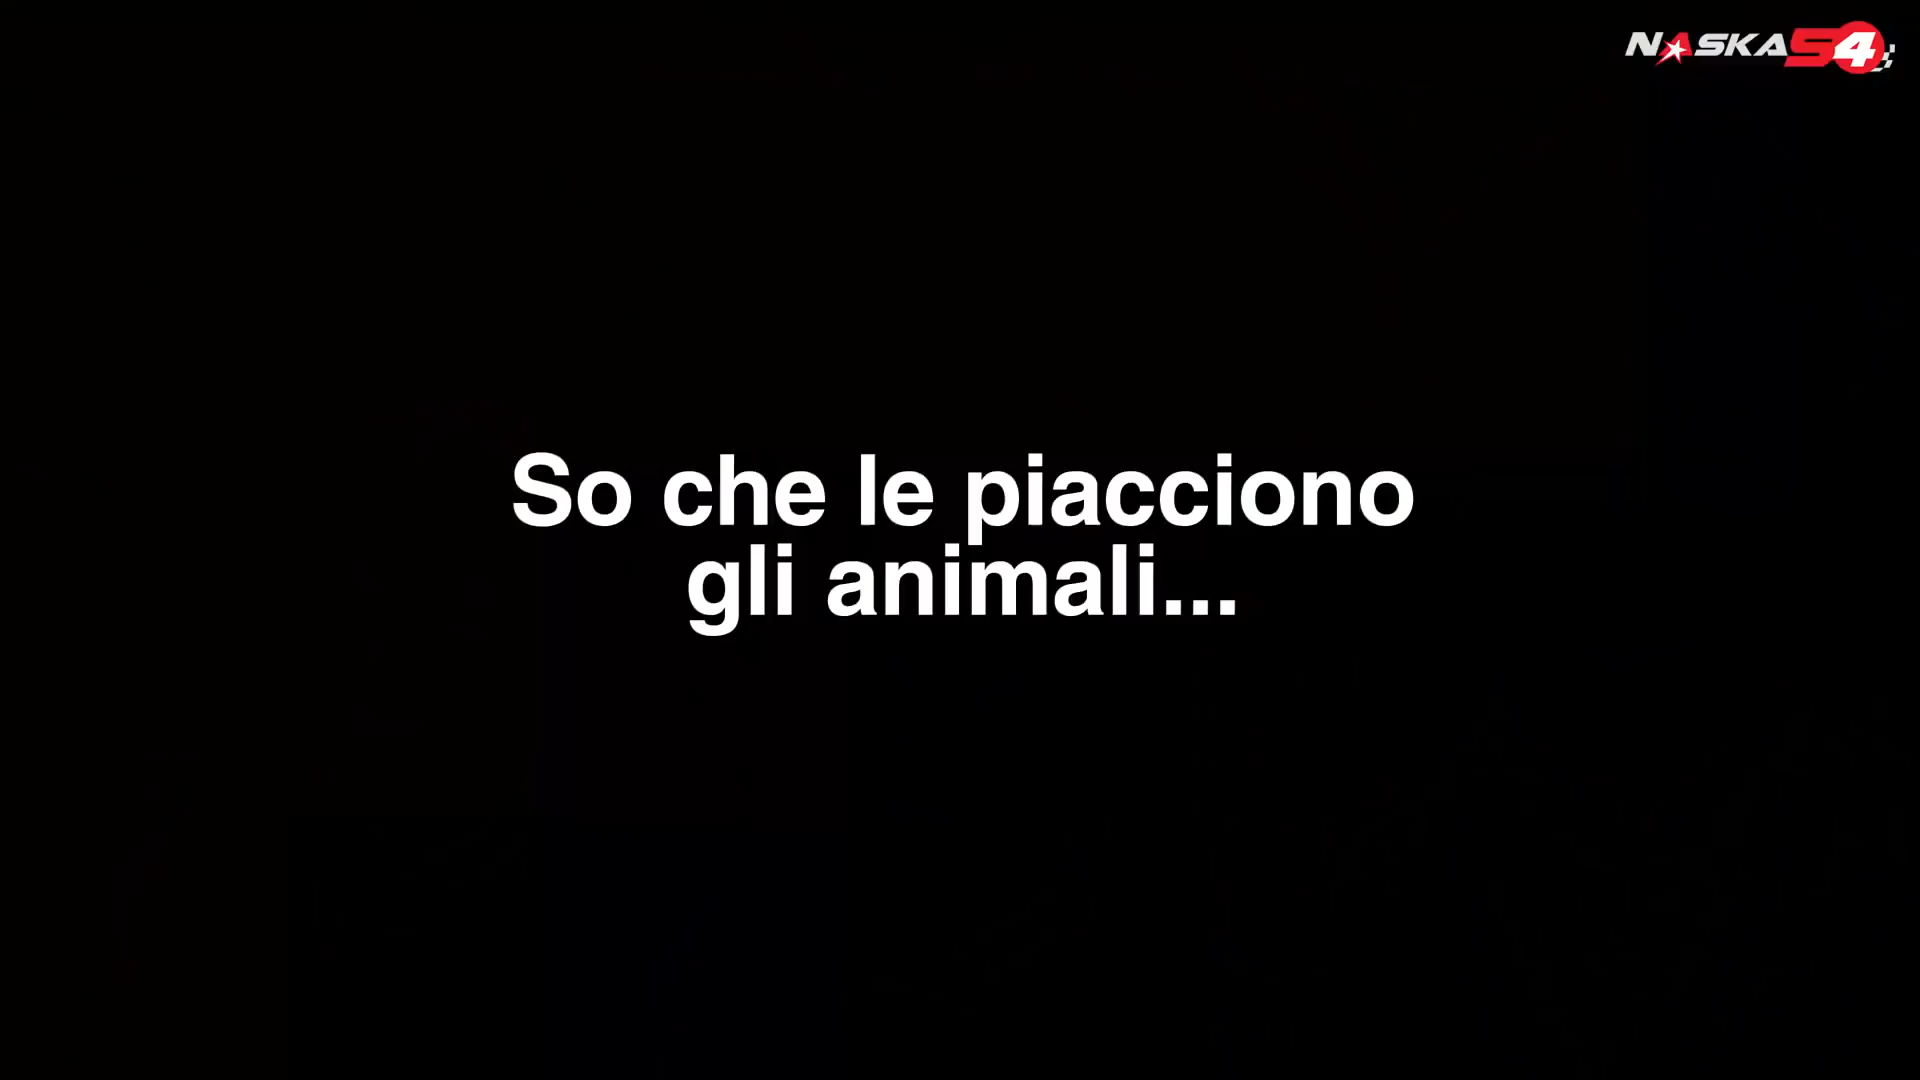 NASKA54
So che le piacciono
gli animali...